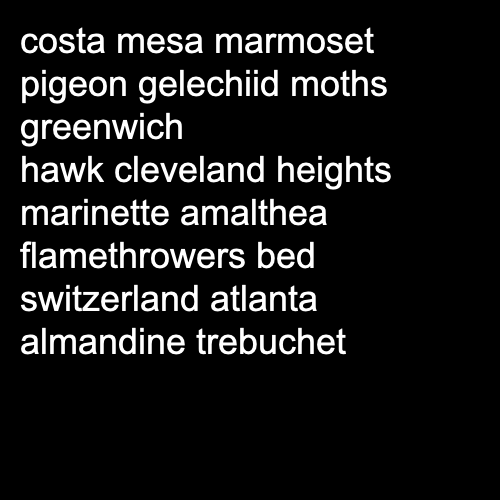 costa mesa marmoset
pigeon gelechiid moths
greenwich
hawk cleveland heights
marinette amalthea
flamethrowers bed
switzerland atlanta
almandine trebuchet